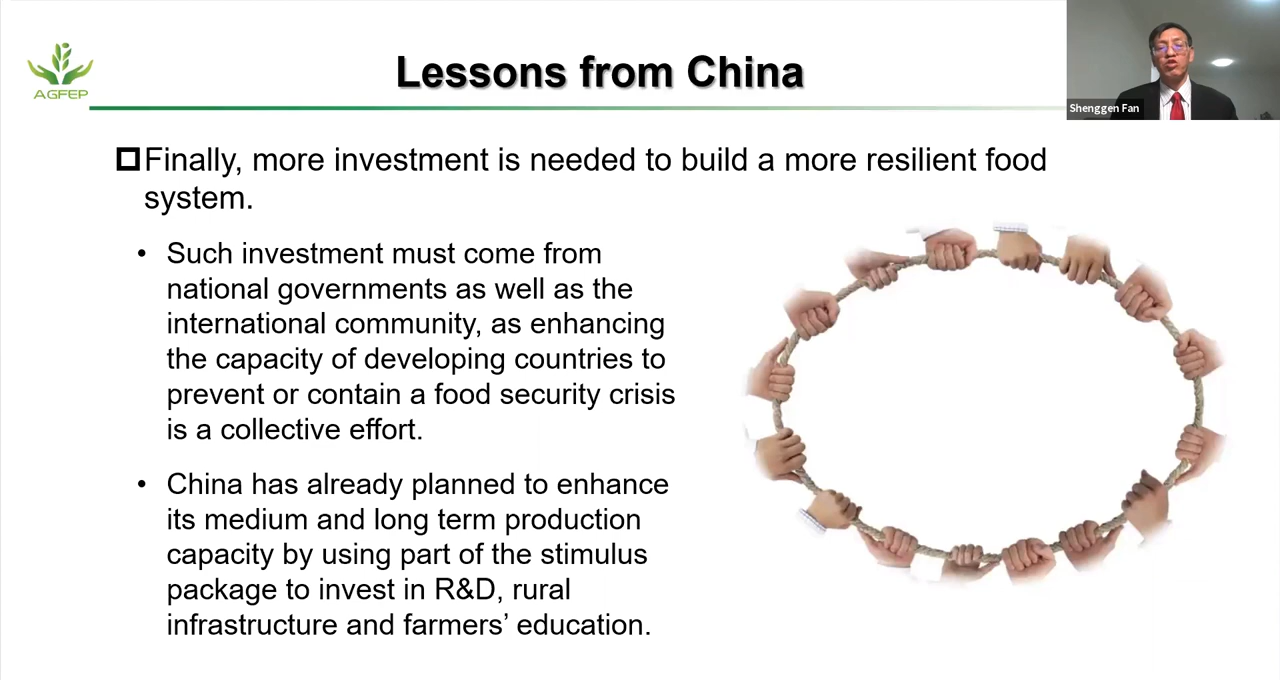 Lessons from China
AGFEP
Shenggen Fan
Finally, more investment is needed to build a more resilient food
system.
• Such investment must come from
national governments as well as the
international community, as enhancing
the capacity of developing countries to
prevent or contain a food security crisis
is a collective effort.
• China has already planned to enhance
its medium and long term production
capacity by using part of the stimulus
package to invest in R&D, rural
infrastructure and farmers’ education.